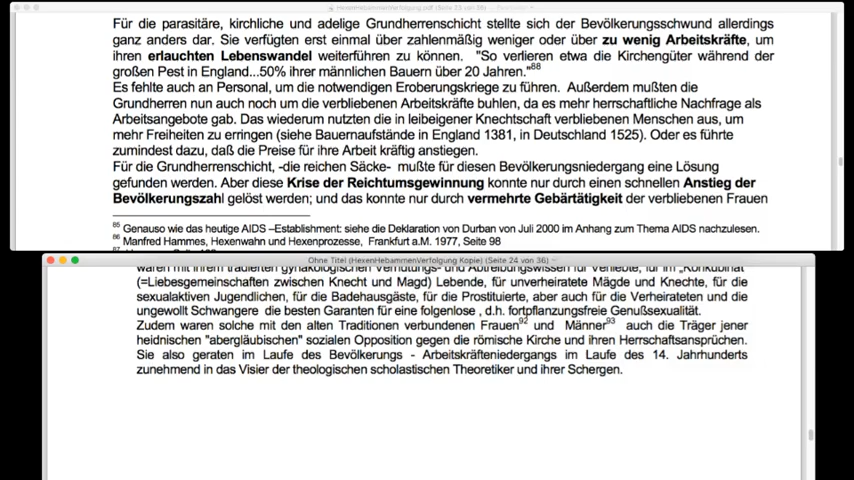 HexenHebammenVerfolgung.pdf (Seite 23 von 36)
Für die parasitäre, kirchliche und adelige Grundherrenschicht stellte sich der Bevölkerungsschwund allerdings
ganz anders dar. Sie verfügten erst einmal über zahlenmäßig weniger oder über zu wenig Arbeitskräfte, um
ihren erlauchten Lebenswandel weiterführen zu können. "So verlieren etwa die Kirchengüter während der
großen Pest in England...50% ihrer männlichen Bauern über 20 Jahren."88
Es fehlte auch an Personal, um die notwendigen Eroberungskriege zu führen. Außerdem mußten die
Grundherren nun auch noch um die verbliebenen Arbeitskräfte buhlen, da es mehr herrschaftliche Nachfrage als
Arbeitsangebote gab. Das wiederum nutzten die in leibeigener Knechtschaft verbliebenen Menschen aus, um
mehr Freiheiten zu erringen (siehe Bauernaufstände in England 1381, in Deutschland 1525). Oder es führte
zumindest dazu, daß die Preise für ihre Arbeit kräftig anstiegen.
Für die Grundherrenschicht, -die reichen Säcke- mußte für diesen Bevölkerungsniedergang eine Lösung
gefunden werden. Aber diese Krise der Reichtumsgewinnung konnte nur durch einen schnellen Anstieg der
Bevölkerungszahl gelöst werden; und das konnte nur durch vermehrte Gebärtätigkeit der verbliebenen Frauen
85 Genauso wie das heutige AIDS –Establishment: siehe die Deklaration von Durban von Juli 2000 im Anhang zum Thema AIDS nachzulesen.
86 Manfred Hammes, Hexenwahn und Hexenprozesse, Frankfurt a.M. 1977, Seite 98
87
Ohne Titel (HexenHebammenVerfolgung Kopie) (Seite 24 von 36)
waren mit ihrem tradierten gynäkologischen Verhütungs- und Abtreibungswissen für Verliebte, für im „Konkubinat"
(=Liebesgemeinschaften zwischen Knecht und Magd) Lebende, für unverheiratete Mägde und Knechte, für die
sexualaktiven Jugendlichen, für die Badehausgäste, für die Prostituierte, aber auch für die Verheirateten und die
ungewollt Schwangere die besten Garanten für eine folgenlose , d.h. fortpflanzungsfreie Genußsexualität.
Zudem waren solche mit den alten Traditionen verbundenen Frauen92 und Männer93 auch die Träger jener
heidnischen "abergläubischen" sozialen Opposition gegen die römische Kirche und ihren Herrschaftsansprüchen.
Sie also geraten im Laufe des Bevölkerungs - Arbeitskräfteniedergangs im Laufe des 14. Jahrhunderts
zunehmend in das Visier der theologischen scholastischen Theoretiker und ihrer Schergen.